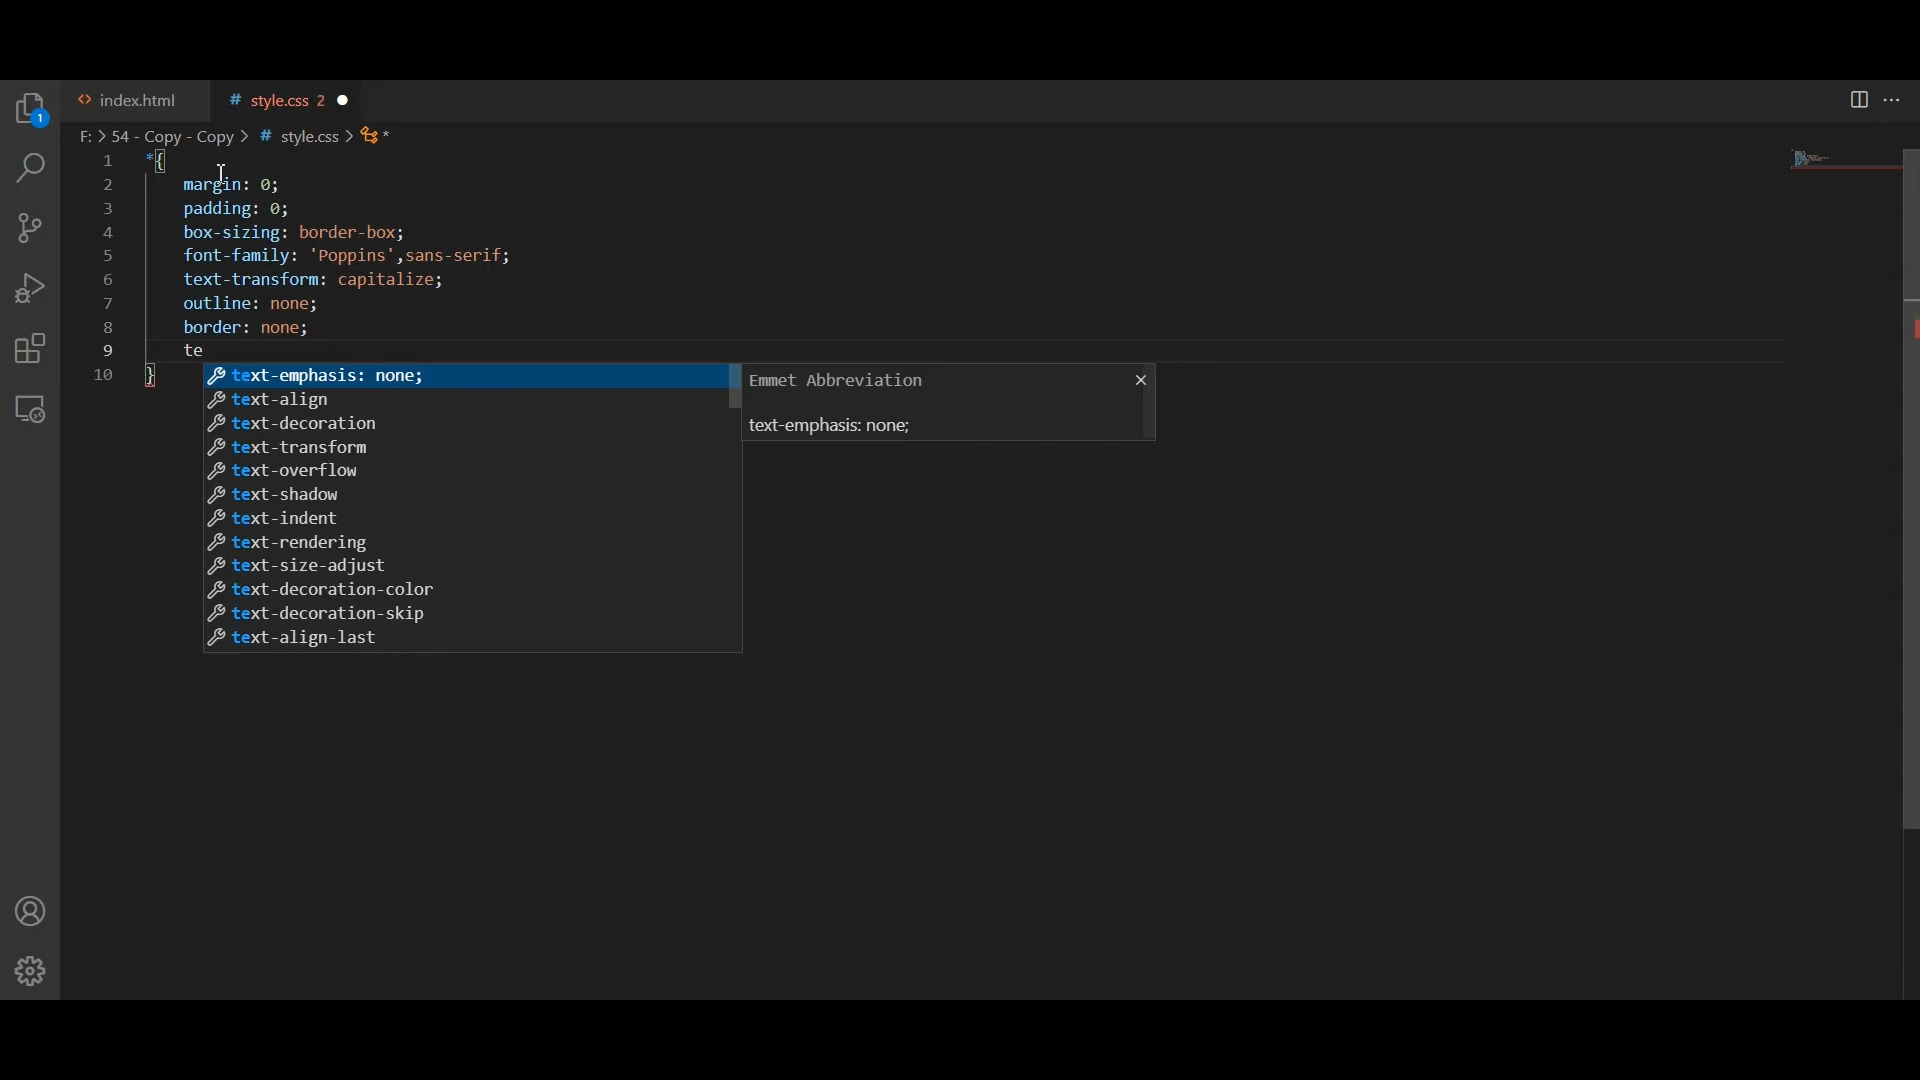 1
index.html
style.css 2
F: > 54 - Copy - Copy > # style.css > *
1 *{
2 margin: 0;
3 padding: 0;
4 box-sizing: border-box;
5 font-family: 'Poppins',sans-serif;
6 text-transform: capitalize;
7 outline: none;
8 border: none;
9 te
10 }
text-emphasis: none;
text-align
text-decoration
text-transform
text-overflow
text-shadow
text-indent
text-rendering
text-size-adjust
text-decoration-color
text-decoration-skip
text-align-last
Emmet Abbreviation
text-emphasis: none;